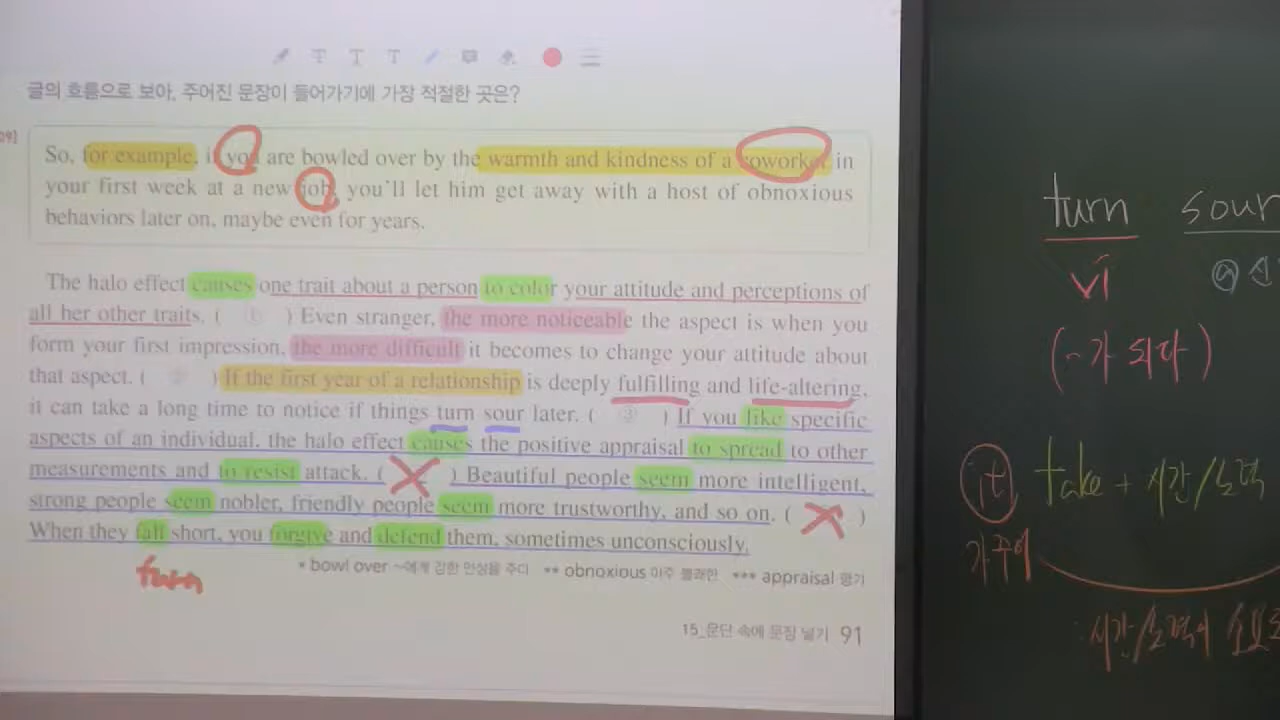 글의 흐름으로 보아, 주어진 문장이 들어가기에 가장 적절한 곳은?
09]
So, for example, if you are bowled over by the warmth and kindness of a coworker in
your first week at a new job, you'll let him get away with a host of obnoxious
behaviors later on, maybe even for years.
The halo effect causes one trait about a person to color your attitude and perceptions of
all her other traits. ( ① ) Even stranger, the more noticeable the aspect is when you
form your first impression, the more difficult it becomes to change your attitude about
that aspect. ( ② ) If the first year of a relationship is deeply fulfilling and life-altering,
it can take a long time to notice if things turn sour later. ( ③ ) If you like specific
aspects of an individual, the halo effect causes the positive appraisal to spread to other
measurements and to resist attack. ( ) Beautiful people seem more intelligent,
strong people seem nobler, friendly people seem more trustworthy, and so on. ( )
When they fall short, you forgive and defend them, sometimes unconsciously.
turn
* bowl over ~에게 강한 인상을 주다 ** obnoxious 아주 불쾌한 *** appraisal 평가
15_문단 속에 문장 넣기 91
turn sour
vi
(~가 되다)
it take + 시간/노력
가주어
시간/노력이